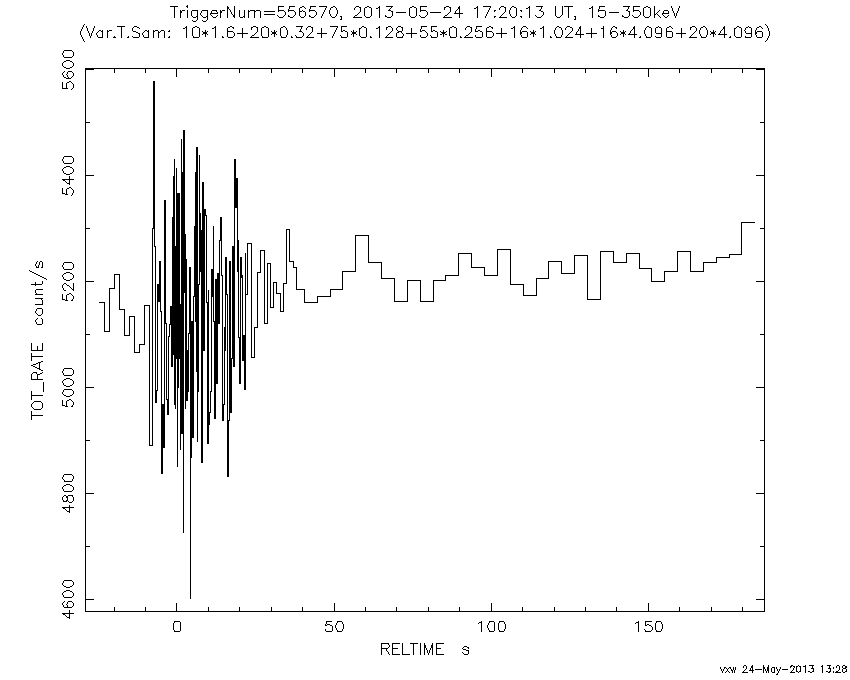 TriggerNum=556570, 2013-05-24 17:20:13 UT, 15-350keV
(Var.T.Sam: 10*1.6+20*0.32+75*0.128+55*0.256+16*1.024+16*4.096+20*4.096)
5600
5400
5200
5000
4800
4600
TOT_RATE count/s
0 50 100 150
RELTIME s
vxw 24-May-2013 13:28